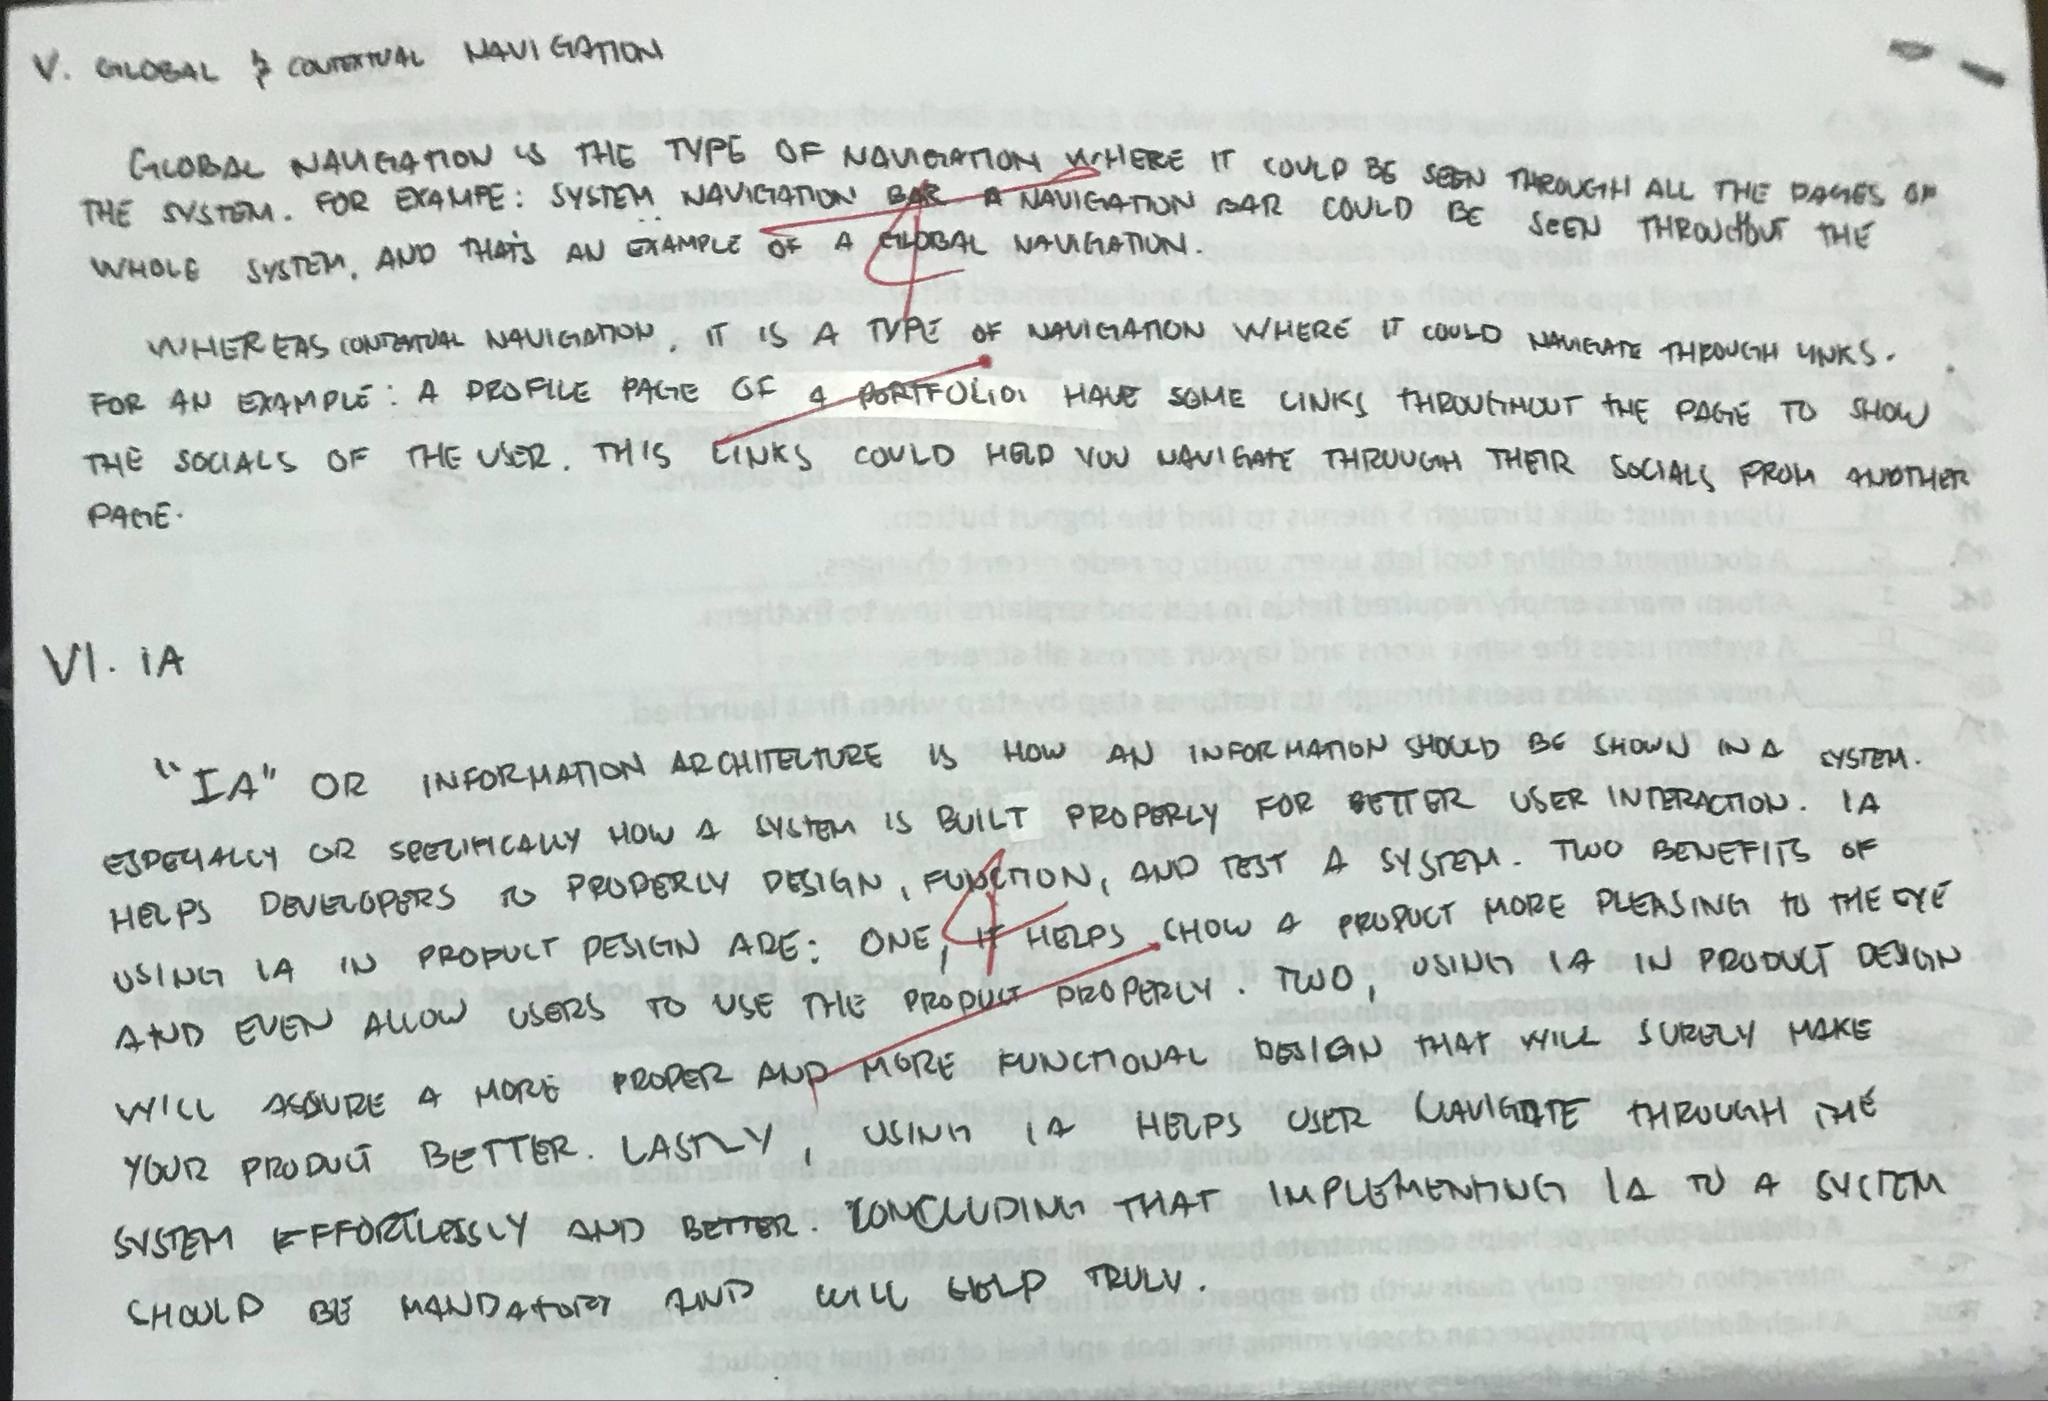 V. GLOBAL & CONTEXTUAL NAVIGATION
GLOBAL NAVIGATION IS THE TYPE OF NAVIGATION WHERE IT COULD BE SEEN THROUGH ALL THE PAGES OF
THE SYSTEM. FOR EXAMPE: SYSTEM NAVIGATION BAR A NAVIGATION BAR COULD BE SEEN THROUGHOUT THE
WHOLE SYSTEM, AND THAT'S AN EXAMPLE OF A GLOBAL NAVIGATION.
WHEREAS CONTEXTUAL NAVIGATION, IT IS A TYPE OF NAVIGATION WHERE IT COULD NAVIGATE THROUGH LINKS.
FOR AN EXAMPLE: A PROFILE PAGE OF A PORTFOLIO, HAVE SOME LINKS THROUGHOUT THE PAGE TO SHOW
THE SOCIALS OF THE USER. THIS LINKS COULD HELP YOU NAVIGATE THROUGH THEIR SOCIALS FROM ANOTHER
PAGE.
VI. IA
"IA" OR INFORMATION ARCHITECTURE IS HOW AN INFORMATION SHOULD BE SHOWN IN A SYSTEM.
ESPECIALLY OR SPECIFICALLY HOW A SYSTEM IS BUILT PROPERLY FOR BETTER USER INTERACTION. IA
HELPS DEVELOPERS TO PROPERLY DESIGN, FUNCTION, AND TEST A SYSTEM. TWO BENEFITS OF
USING IA IN PRODUCT DESIGN ARE: ONE, IT HELPS SHOW A PRODUCT MORE PLEASING TO THE EYE
AND EVEN ALLOW USERS TO USE THE PRODUCT PROPERLY. TWO, USING IA IN PRODUCT DESIGN
WILL ASSURE A MORE PROPER AND MORE FUNCTIONAL DESIGN THAT WILL SURELY MAKE
YOUR PRODUCT BETTER. LASTLY, USING IA HELPS USER NAVIGATE THROUGH THE
SYSTEM EFFORTLESSLY AND BETTER. CONCLUDING THAT IMPLEMENTING IA TO A SYSTEM
SHOULD BE MANDATORY AND WILL HELP TRULY.